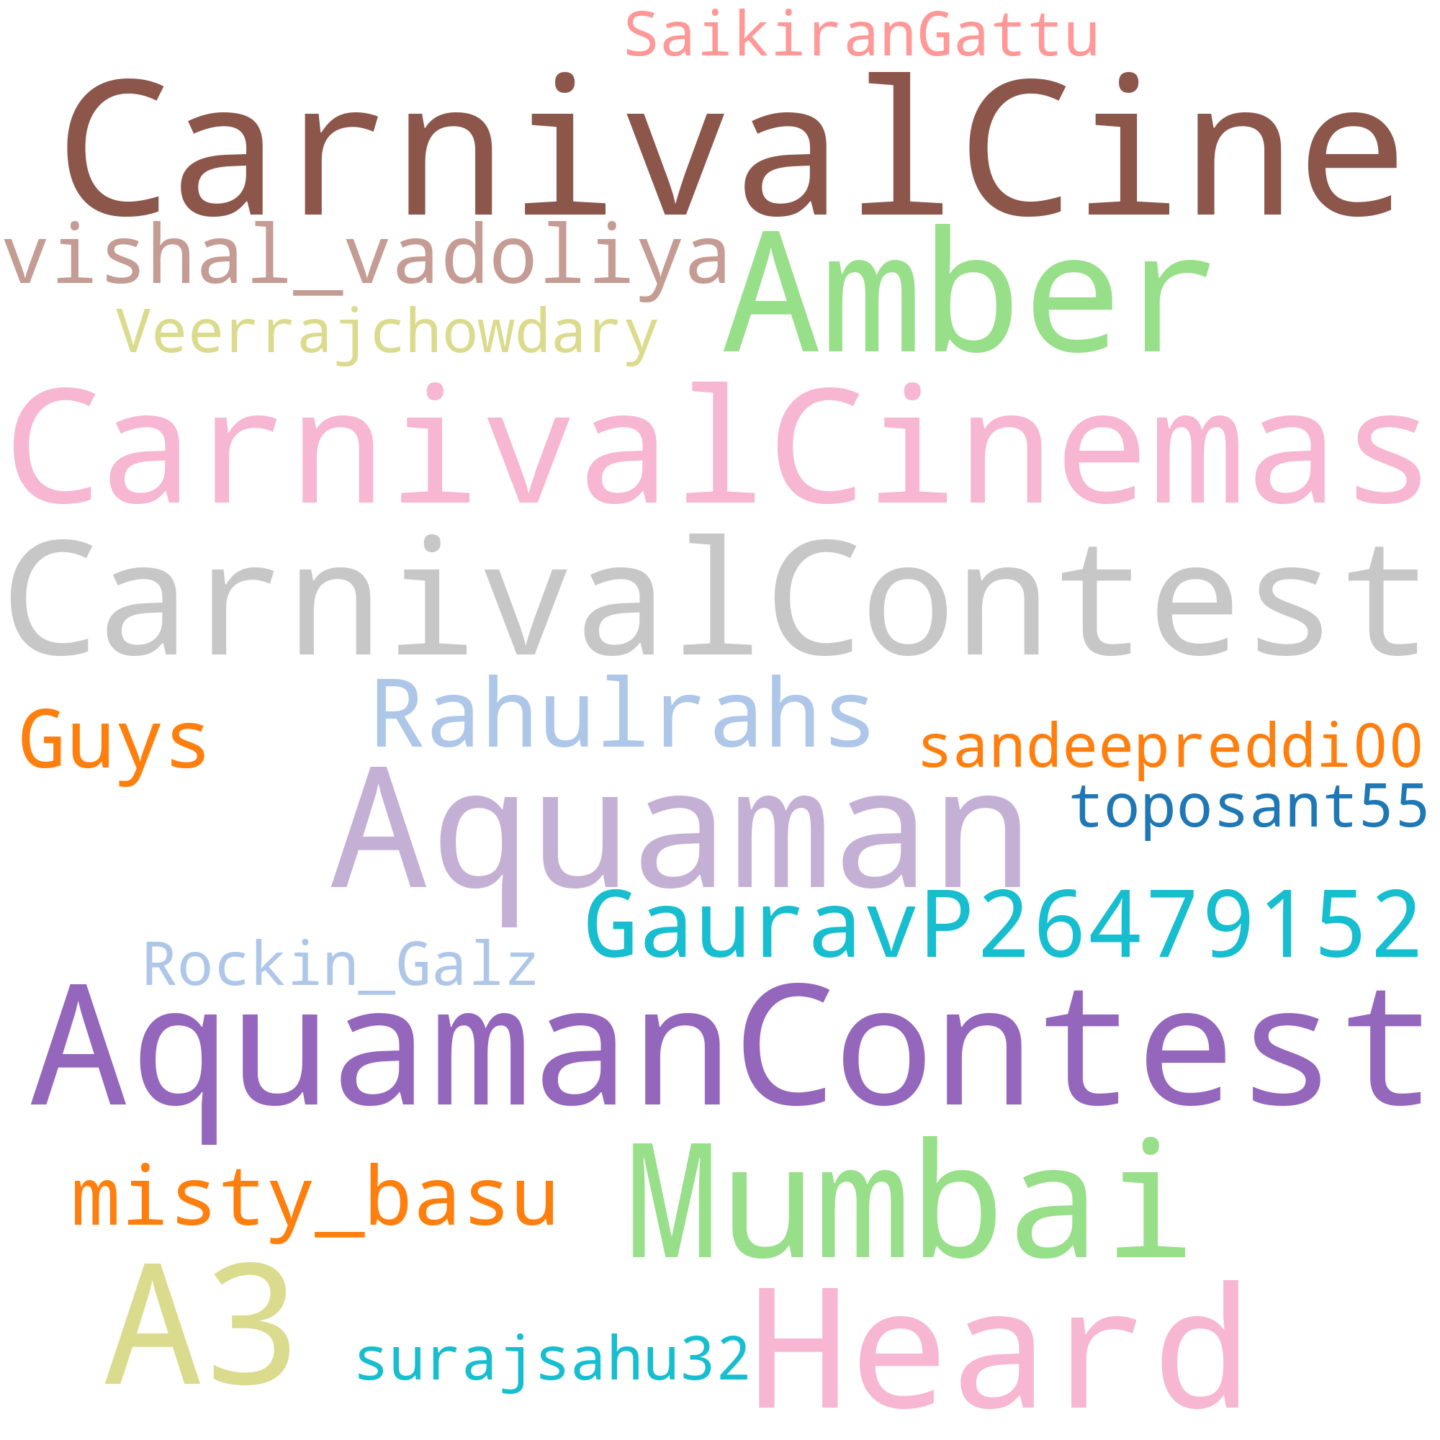 SaikiranGattu
CarnivalCine
vishal_vadoliya
Amber
Veerrajchowdary
CarnivalCinemas
CarnivalContest
Rahulrahs
Guys
sandeepreddi00
Aquaman
toposant55
GauravP26479152
Rockin_Galz
AquamanContest
Mumbai
misty_basu
A3
Heard
surajsahu32